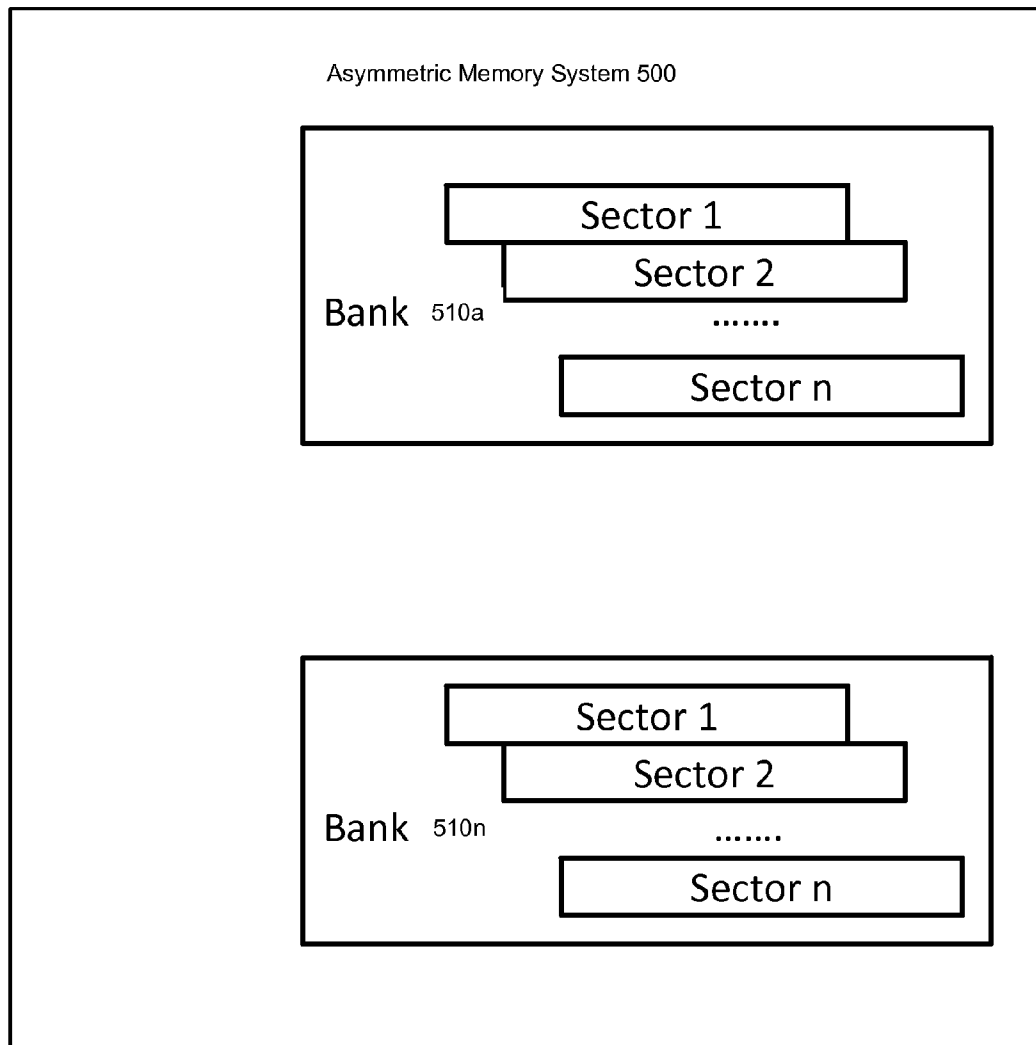 Asymmetric Memory System 500
Sector 1
Sector 2
Bank 510a
.......
Sector n
Sector 1
Sector 2
Bank 510n
.......
Sector n